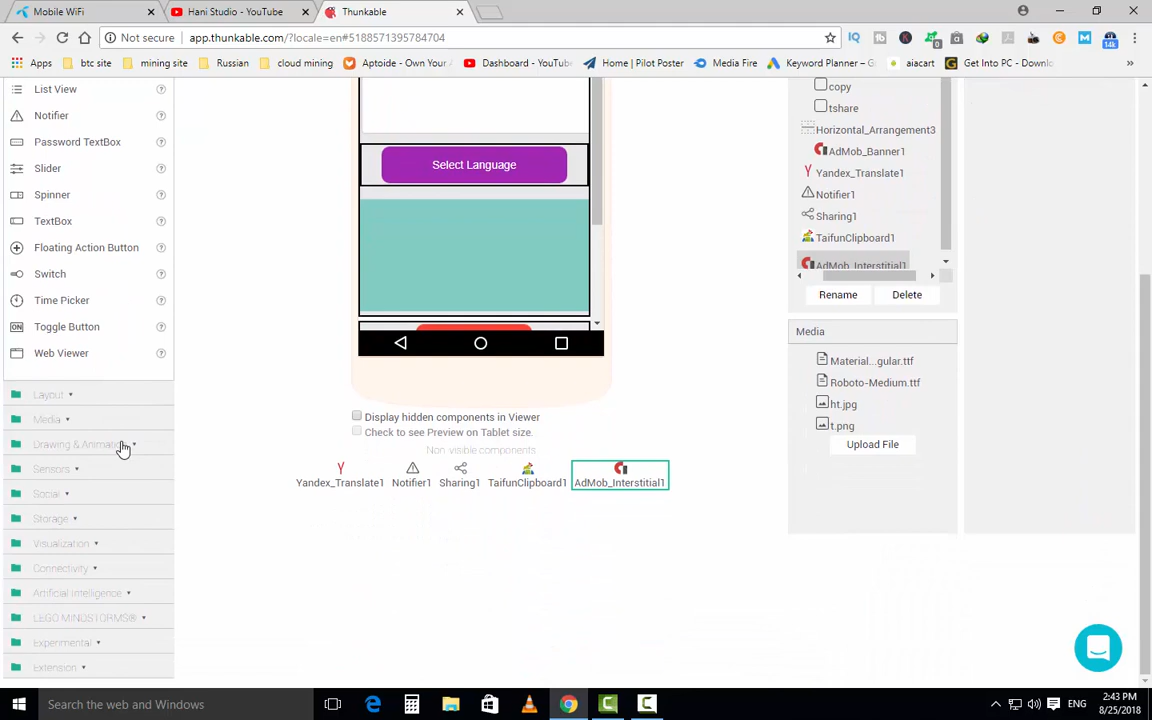 Mobile WiFi
Hani Studio - YouTube
Thunkable
Not secure
app.thunkable.com/?locale=en#5188571395784704
14k
Apps
btc site
mining site
Russian
cloud mining
Aptoide - Own Your
Dashboard - YouTube
Home | Pilot Poster
Media Fire
Keyword Planner – G
aiacart
Get Into PC - Downlo
List View
Notifier
Password TextBox
Slider
Spinner
TextBox
Floating Action Button
Switch
Time Picker
Toggle Button
Web Viewer
Layout
Media
Drawing & Animati
Sensors
Social
Storage
Visualization
Connectivity
Artificial Intelligence
LEGO MINDSTORMS®
Experimental
Extension
Select Language
Display hidden components in Viewer
Check to see Preview on Tablet size.
Non visible components
Yandex_Translate1
Notifier1
Sharing1
TaifunClipboard1
AdMob_Interstitial1
copy
tshare
Horizontal_Arrangement3
AdMob_Banner1
Yandex_Translate1
Notifier1
Sharing1
TaifunClipboard1
AdMob_Interstitial1
Rename
Delete
Media
Material...gular.ttf
Roboto-Medium.ttf
ht.jpg
t.png
Upload File
Search the web and Windows
ENG
2:43 PM
8/25/2018